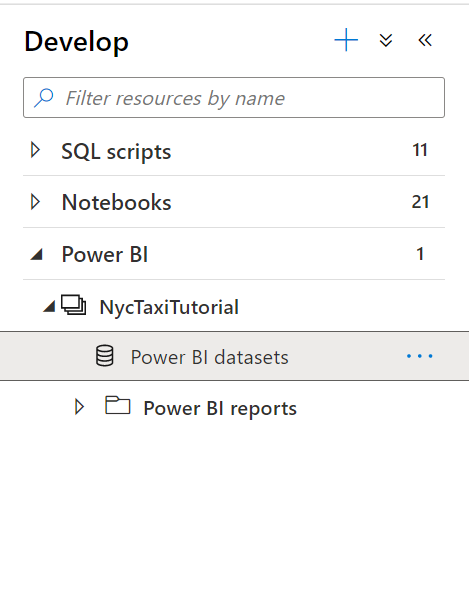 Develop
Filter resources by name
SQL scripts 11
Notebooks 21
Power BI 1
NycTaxiTutorial
Power BI datasets
Power BI reports